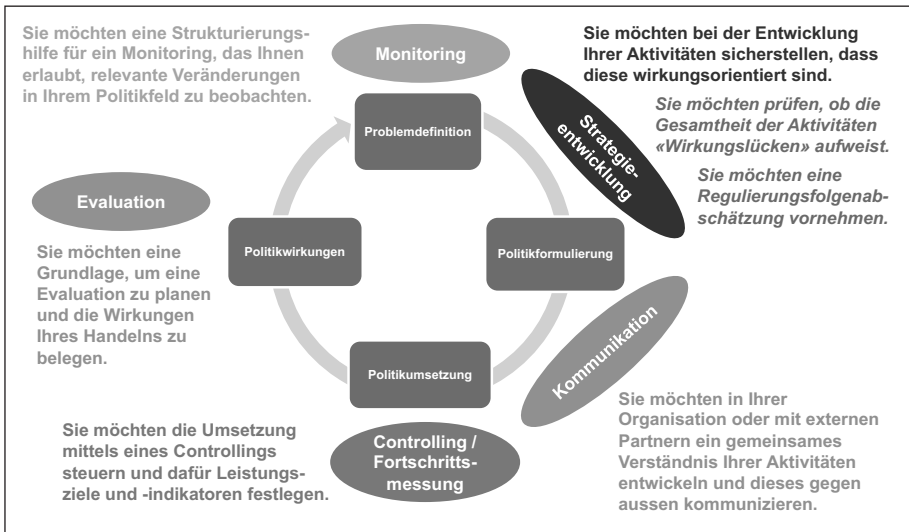 Sie möchten eine Strukturierungs-
hilfe für ein Monitoring, das Ihnen
erlaubt, relevante Veränderungen
in Ihrem Politikfeld zu beobachten.
Monitoring
Sie möchten bei der Entwicklung
Ihrer Aktivitäten sicherstellen, dass
diese wirkungsorientiert sind.
Sie möchten prüfen, ob die
Gesamtheit der Aktivitäten
«Wirkungslücken» aufweist.
Sie möchten eine
Regulierungsfolgenab-
schätzung vornehmen.
Strategie-
entwicklung
Problemdefinition
Evaluation
Politikwirkungen
Politikformulierung
Sie möchten eine
Grundlage, um eine
Evaluation zu planen
und die Wirkungen
Ihres Handelns zu
belegen.
Kommunikation
Politikumsetzung
Sie möchten in Ihrer
Organisation oder mit externen
Partnern ein gemeinsames
Verständnis Ihrer Aktivitäten
entwickeln und dieses gegen
aussen kommunizieren.
Sie möchten die Umsetzung
mittels eines Controllings
steuern und dafür Leistungs-
ziele und -indikatoren festlegen.
Controlling /
Fortschritts-
messung